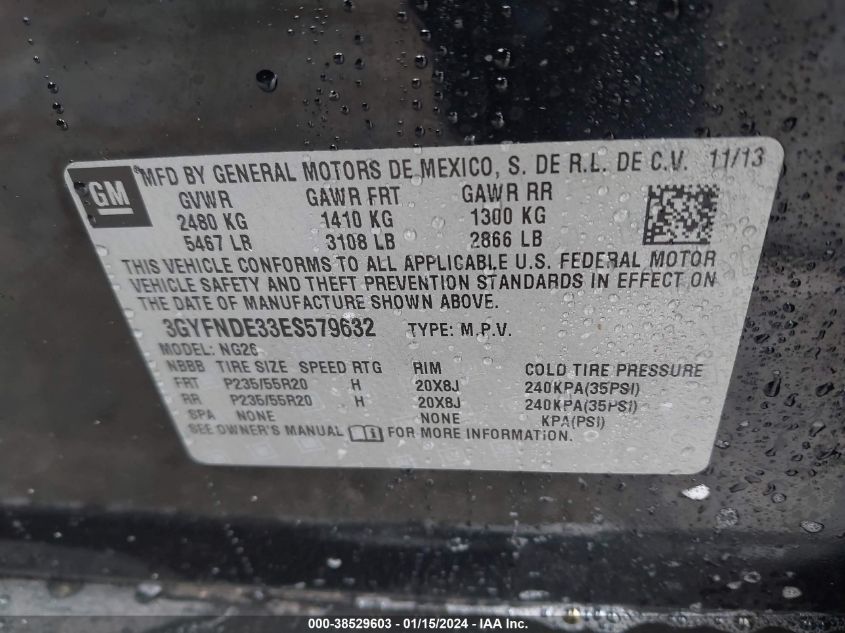 GM
MFD BY GENERAL MOTORS DE MEXICO, S. DE R.L. DE C.V. 11/13
GVWR GAWR FRT GAWR RR
2480 KG 1410 KG 1300 KG
5467 LB 3108 LB 2866 LB
THIS VEHICLE CONFORMS TO ALL APPLICABLE U.S. FEDERAL MOTOR
VEHICLE SAFETY AND THEFT PREVENTION STANDARDS IN EFFECT ON
THE DATE OF MANUFACTURE SHOWN ABOVE.
3GYFNDE33ES579632 TYPE: M.P.V.
MODEL: NG26
NBBB TIRE SIZE SPEED RTG RIM COLD TIRE PRESSURE
FRT P235/55R20 H 20X8J 240KPA(35PSI)
RR P235/55R20 H 20X8J 240KPA(35PSI)
SPA NONE NONE KPA(PSI)
SEE OWNER'S MANUAL FOR MORE INFORMATION.
000-38529603 - 01/15/2024 - IAA Inc.